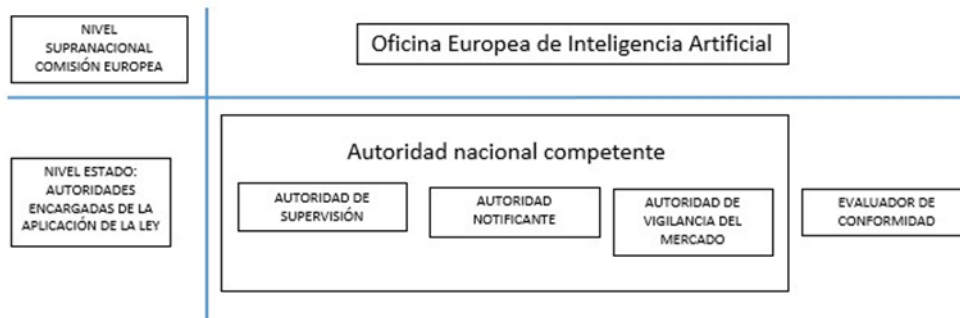 NIVEL
SUPRANACIONAL
COMISIÓN EUROPEA
Oficina Europea de Inteligencia Artificial
NIVEL ESTADO:
AUTORIDADES
ENCARGADAS DE LA
APLICACIÓN DE LA LEY
Autoridad nacional competente
AUTORIDAD DE
SUPERVISIÓN
AUTORIDAD
NOTIFICANTE
AUTORIDAD DE
VIGILANCIA DEL
MERCADO
EVALUADOR DE
CONFORMIDAD